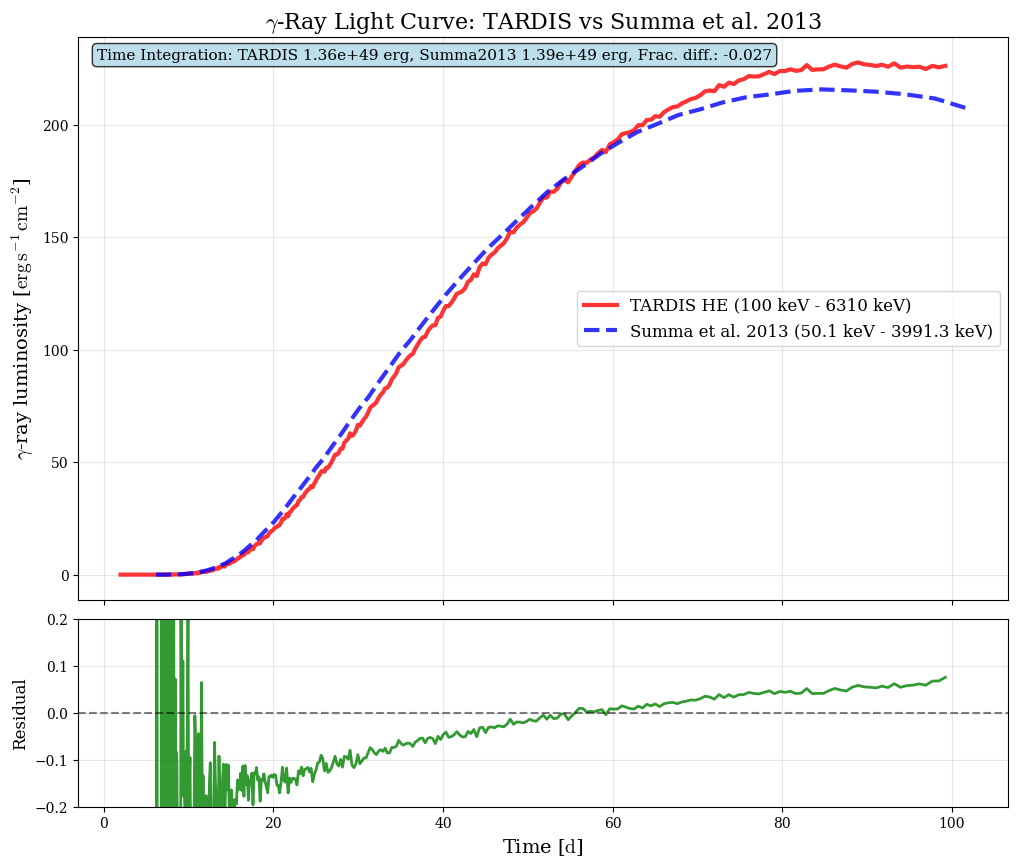 γ-Ray Light Curve: TARDIS vs Summa et al. 2013
Time Integration: TARDIS 1.36e+49 erg, Summa2013 1.39e+49 erg, Frac. diff.: -0.027
γ-ray luminosity [erg s⁻¹ cm⁻²]
200
150
100
50
0
TARDIS HE (100 keV - 6310 keV)
Summa et al. 2013 (50.1 keV - 3991.3 keV)
Residual
0.2
0.1
0.0
−0.1
−0.2
0 20 40 60 80 100
Time [d]